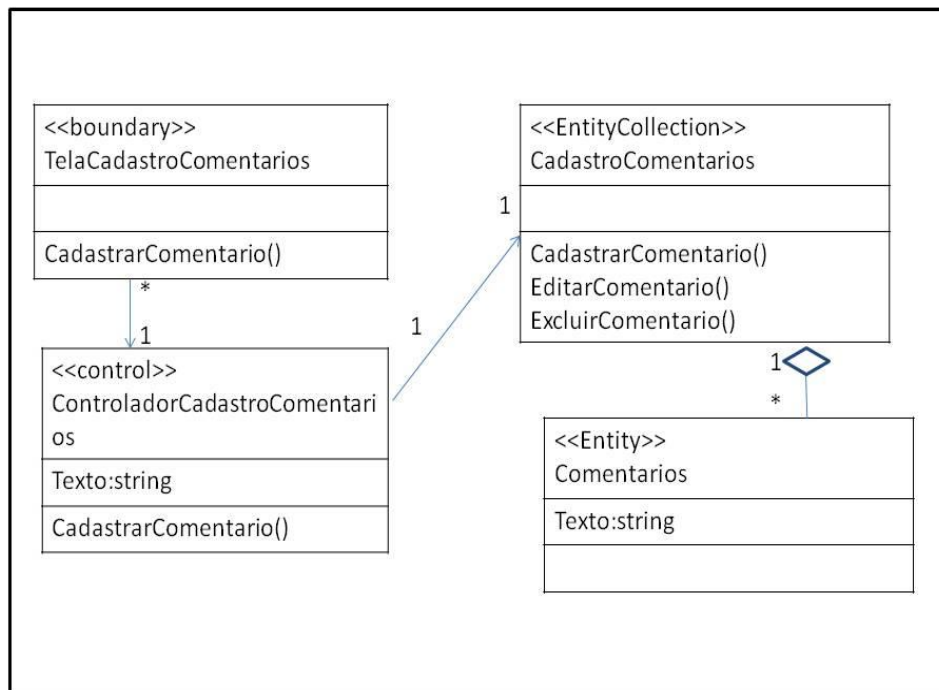 <<boundary>>
TelaCadastroComentarios
CadastrarComentario()
*
1
<<control>>
ControladorCadastroComentari
os
Texto:string
CadastrarComentario()
1
1
<<EntityCollection>>
CadastroComentarios
CadastrarComentario()
EditarComentario()
ExcluirComentario()
1
*
<<Entity>>
Comentarios
Texto:string